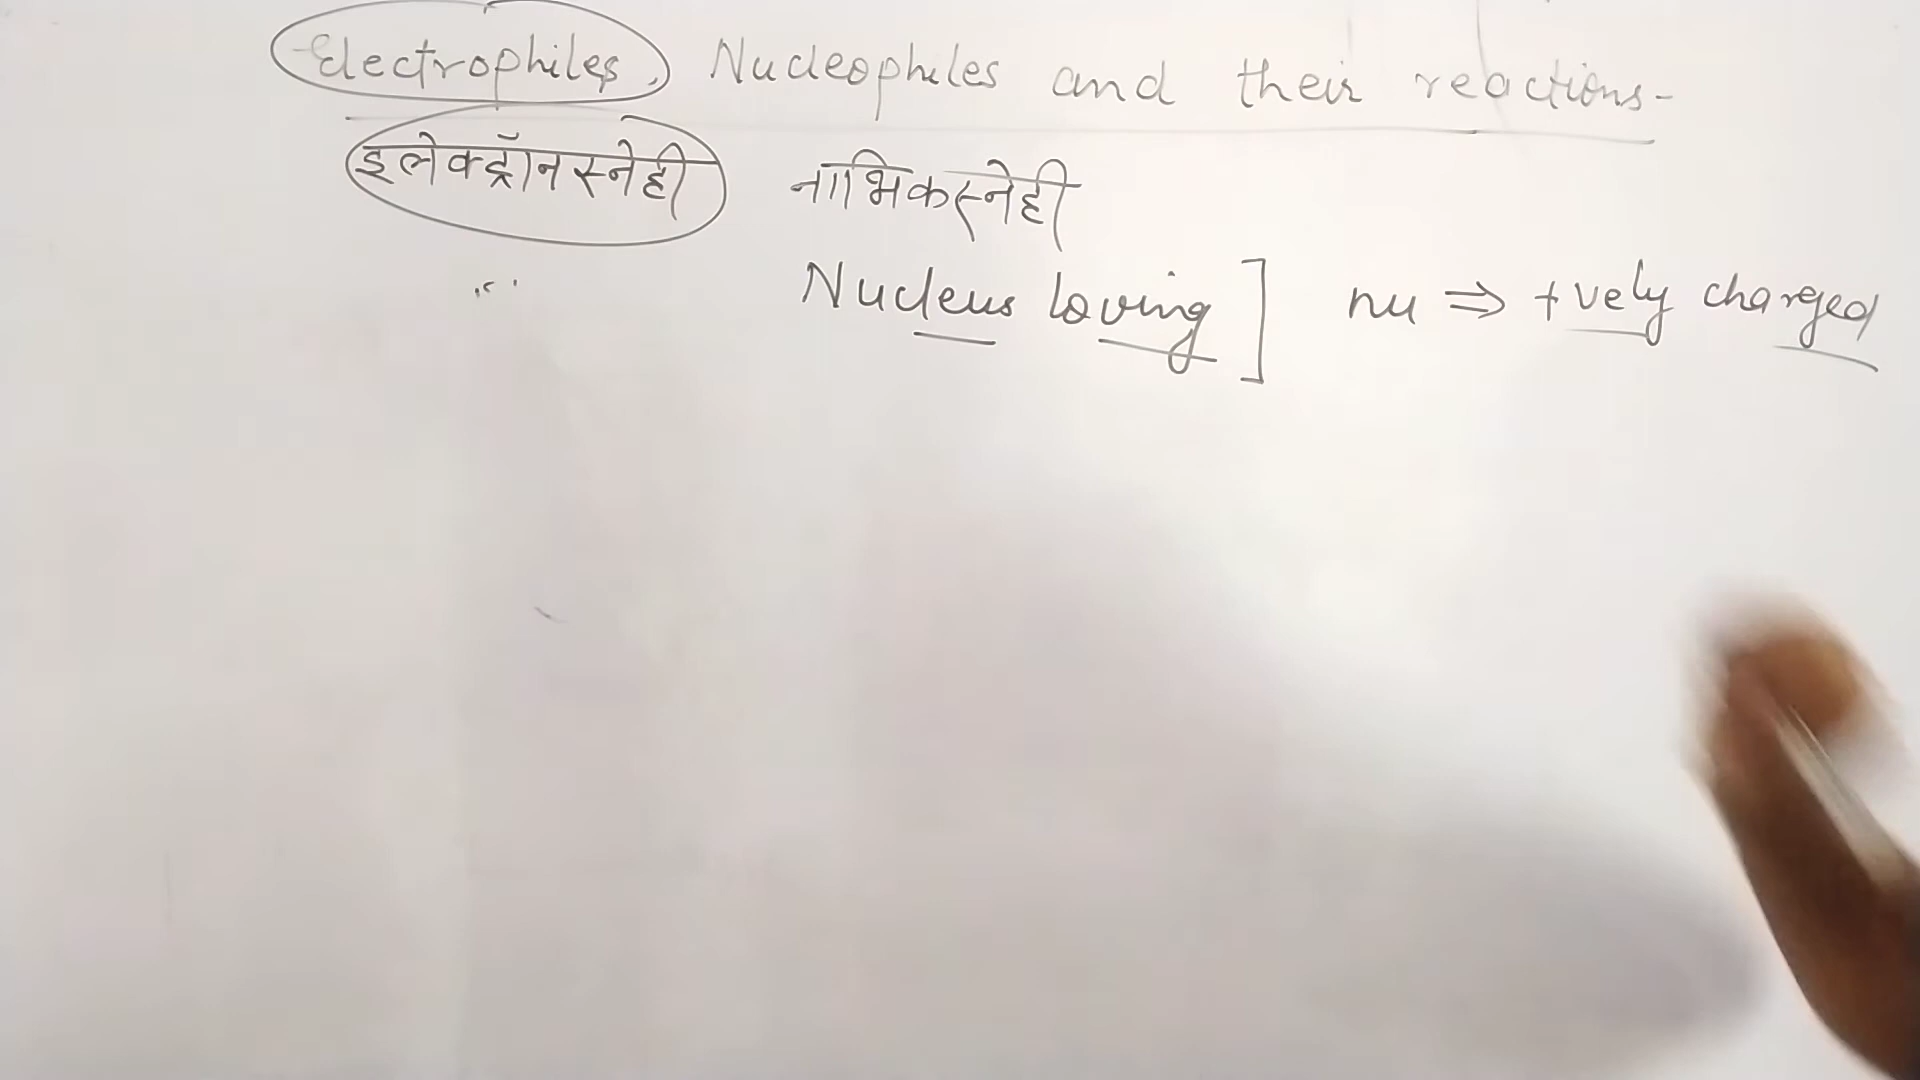 Electrophiles, Nucleophiles and their reactions-
इलेक्ट्रॉनस्नेही नाभिकस्नेही
Nucleus loving] nu ⇒ +vely charged